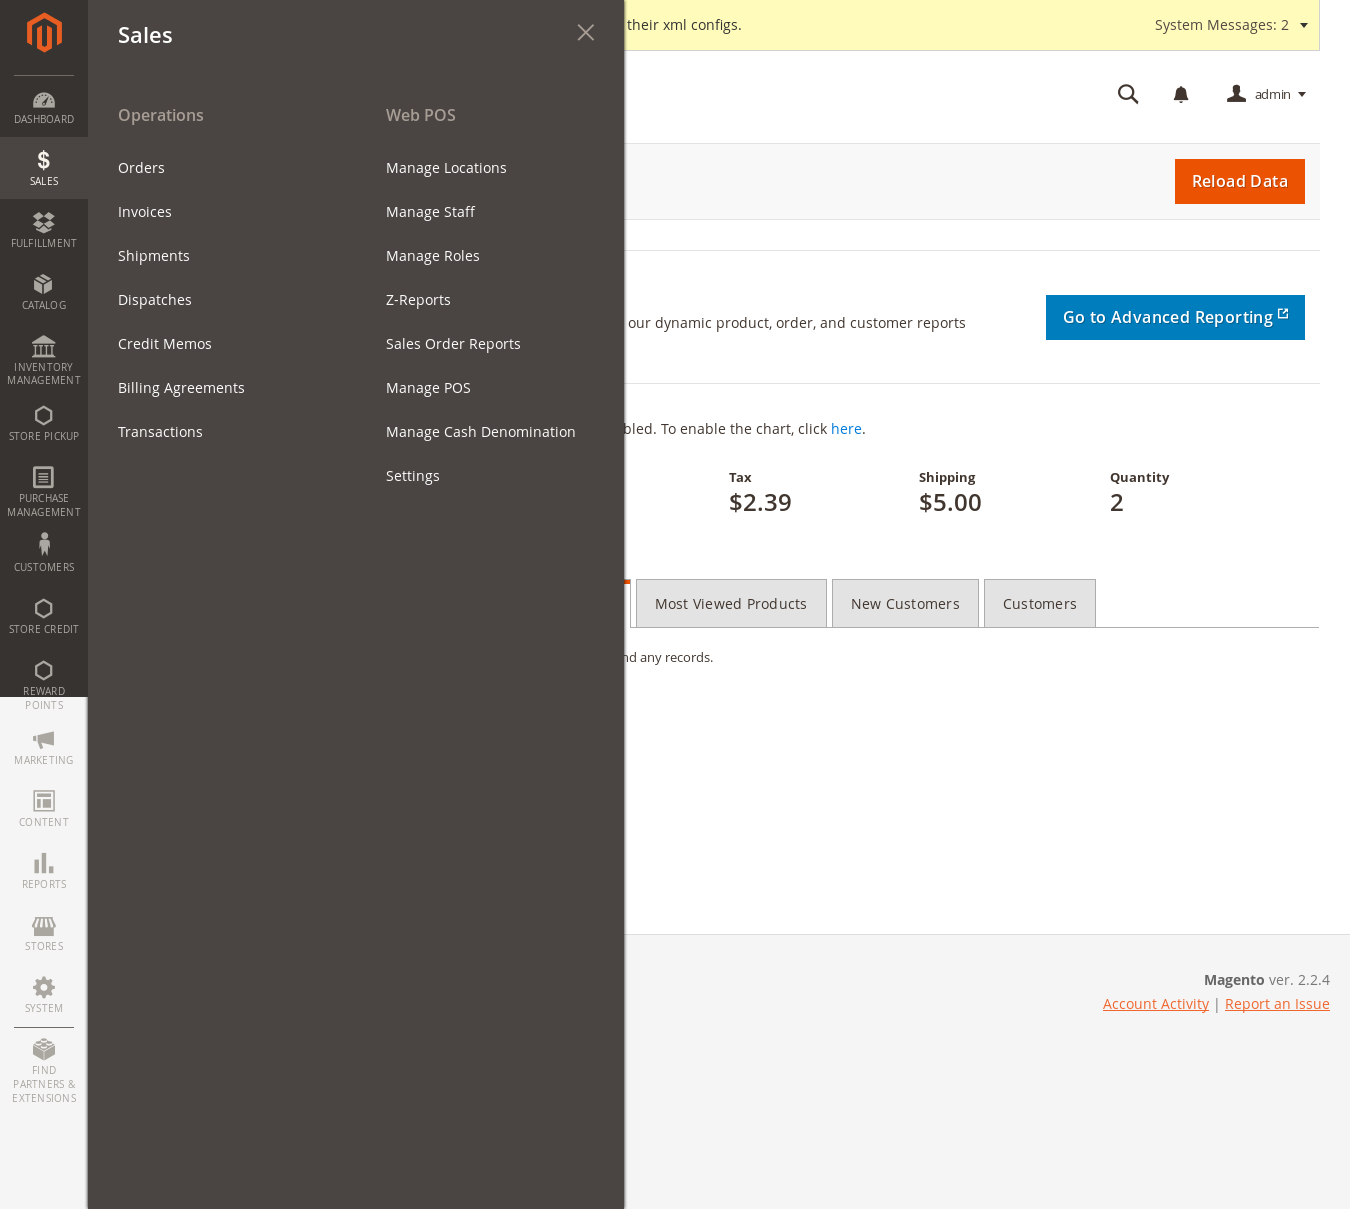 DASHBOARD
SALES
FULFILLMENT
CATALOG
INVENTORY
MANAGEMENT
STORE PICKUP
PURCHASE
MANAGEMENT
CUSTOMERS
STORE CREDIT
REWARD
POINTS
MARKETING
CONTENT
REPORTS
STORES
SYSTEM
FIND
PARTNERS &
EXTENSIONS
Sales
Operations
Orders
Invoices
Shipments
Dispatches
Credit Memos
Billing Agreements
Transactions
Web POS
Manage Locations
Manage Staff
Manage Roles
Z-Reports
Sales Order Reports
Manage POS
Manage Cash Denomination
Settings
their xml configs.
System Messages: 2
admin
Reload Data
our dynamic product, order, and customer reports
Go to Advanced Reporting
bled. To enable the chart, click here.
Tax
$2.39
Shipping
$5.00
Quantity
2
Most Viewed Products
New Customers
Customers
nd any records.
Magento ver. 2.2.4
Account Activity | Report an Issue